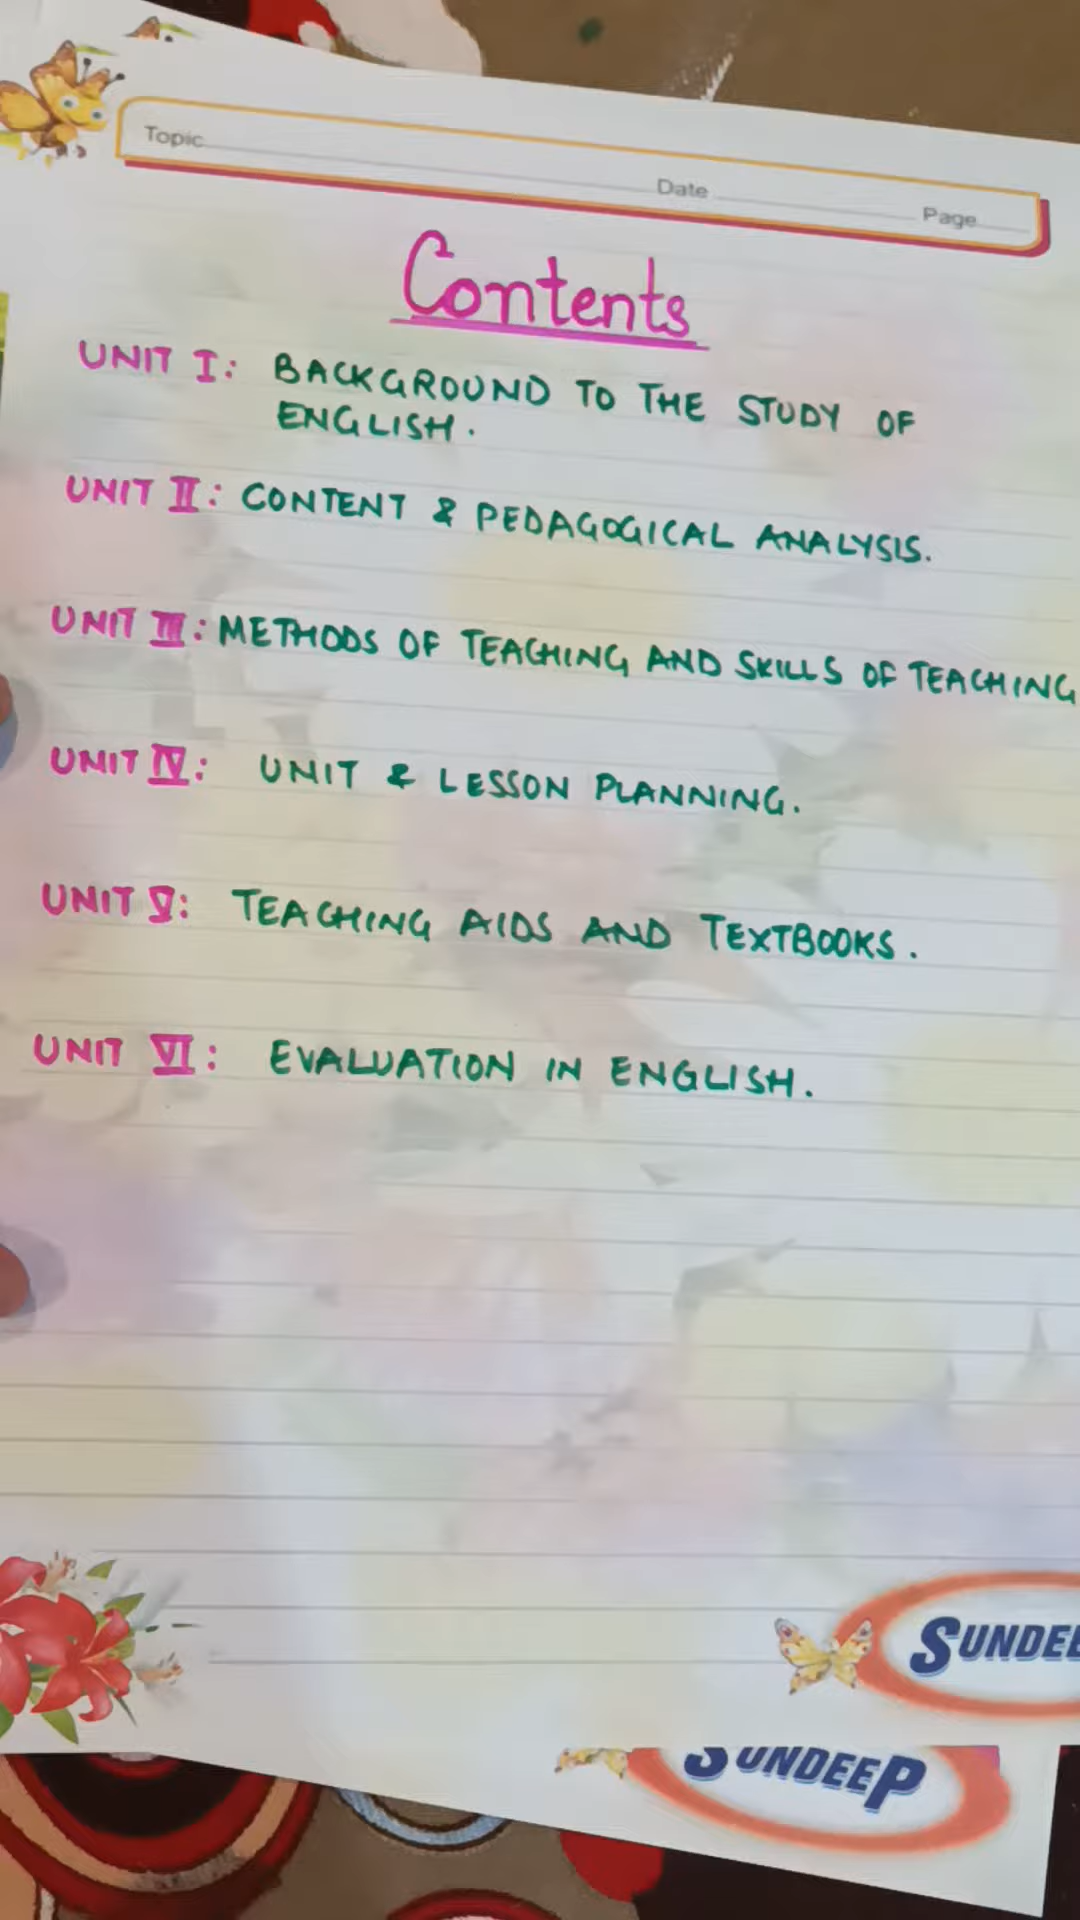 Topic
Date
Page
Contents
UNIT I: BACKGROUND TO THE STUDY OF
ENGLISH.
UNIT II: CONTENT & PEDAGOGICAL ANALYSIS.
UNIT III: METHODS OF TEACHING AND SKILLS OF TEACHING
UNIT IV: UNIT & LESSON PLANNING.
UNIT V: TEACHING AIDS AND TEXTBOOKS.
UNIT VI: EVALUATION IN ENGLISH.
SUNDEE
SUNDEEP